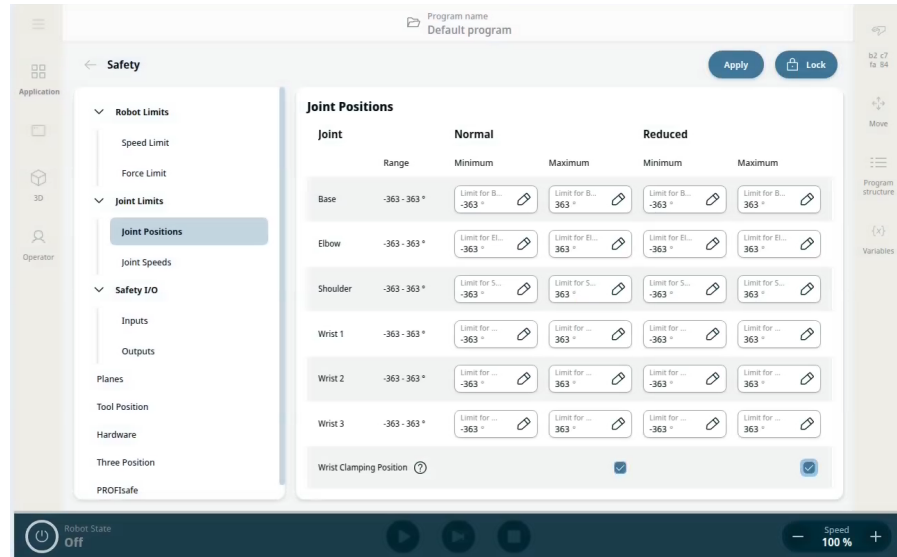 Program name
Default program
Safety
Apply
Lock
b2 c7
fa 84
Application
3D
Operator
Move
Program
structure
{x}
Variables
Robot Limits
Speed Limit
Force Limit
Joint Limits
Joint Positions
Joint Speeds
Safety I/O
Inputs
Outputs
Planes
Tool Position
Hardware
Three Position
PROFIsafe
Joint Positions
Joint Normal Reduced
Range Minimum Maximum Minimum Maximum
Limit for B... Limit for B... Limit for B... Limit for B...
Base -363 - 363 ° -363 ° 363 ° -363 ° 363 °
Limit for El... Limit for El... Limit for El... Limit for El...
Elbow -363 - 363 ° -363 ° 363 ° -363 ° 363 °
Limit for S... Limit for S... Limit for S... Limit for S...
Shoulder -363 - 363 ° -363 ° 363 ° -363 ° 363 °
Limit for ... Limit for ... Limit for ... Limit for ...
Wrist 1 -363 - 363 ° -363 ° 363 ° -363 ° 363 °
Limit for ... Limit for ... Limit for ... Limit for ...
Wrist 2 -363 - 363 ° -363 ° 363 ° -363 ° 363 °
Limit for ... Limit for ... Limit for ... Limit for ...
Wrist 3 -363 - 363 ° -363 ° 363 ° -363 ° 363 °
Wrist Clamping Position ?
Robot State
Off
Speed
− 100 % +